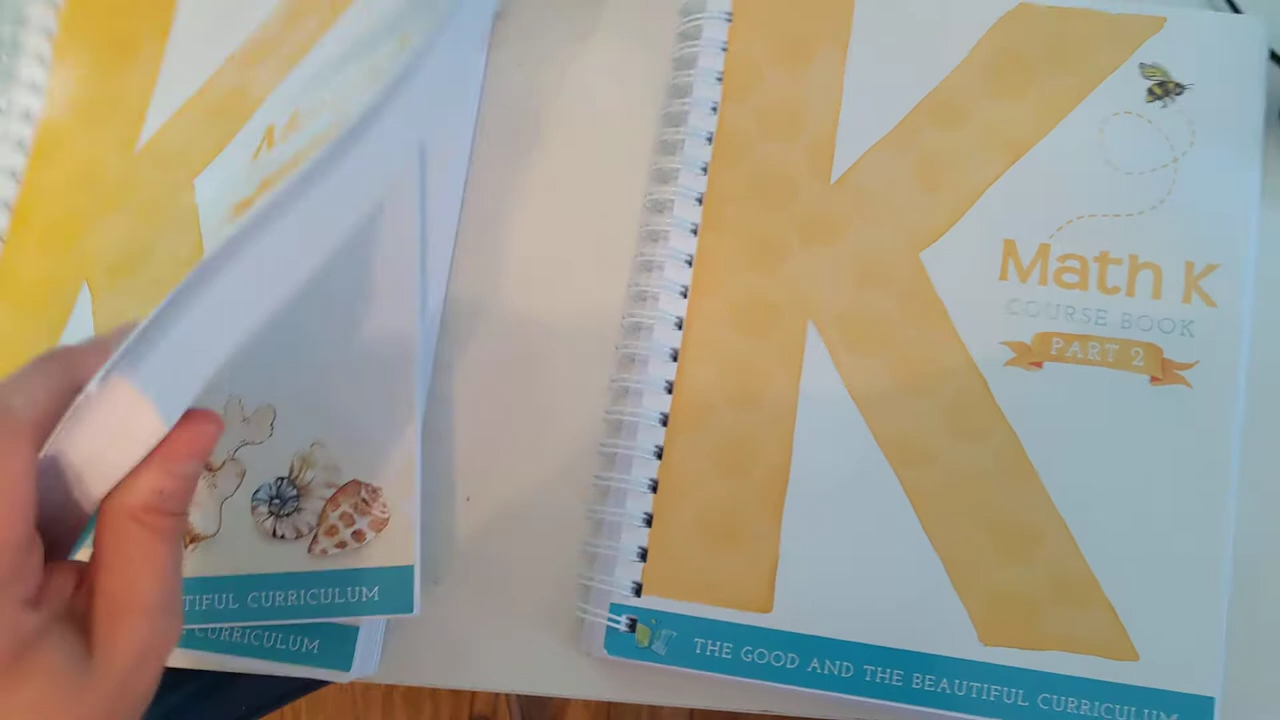 K
TIFUL CURRICULUM
CURRICULUM
K
Math K
COURSE BOOK
PART 2
THE GOOD AND THE BEAUTIFUL CURRICULUM